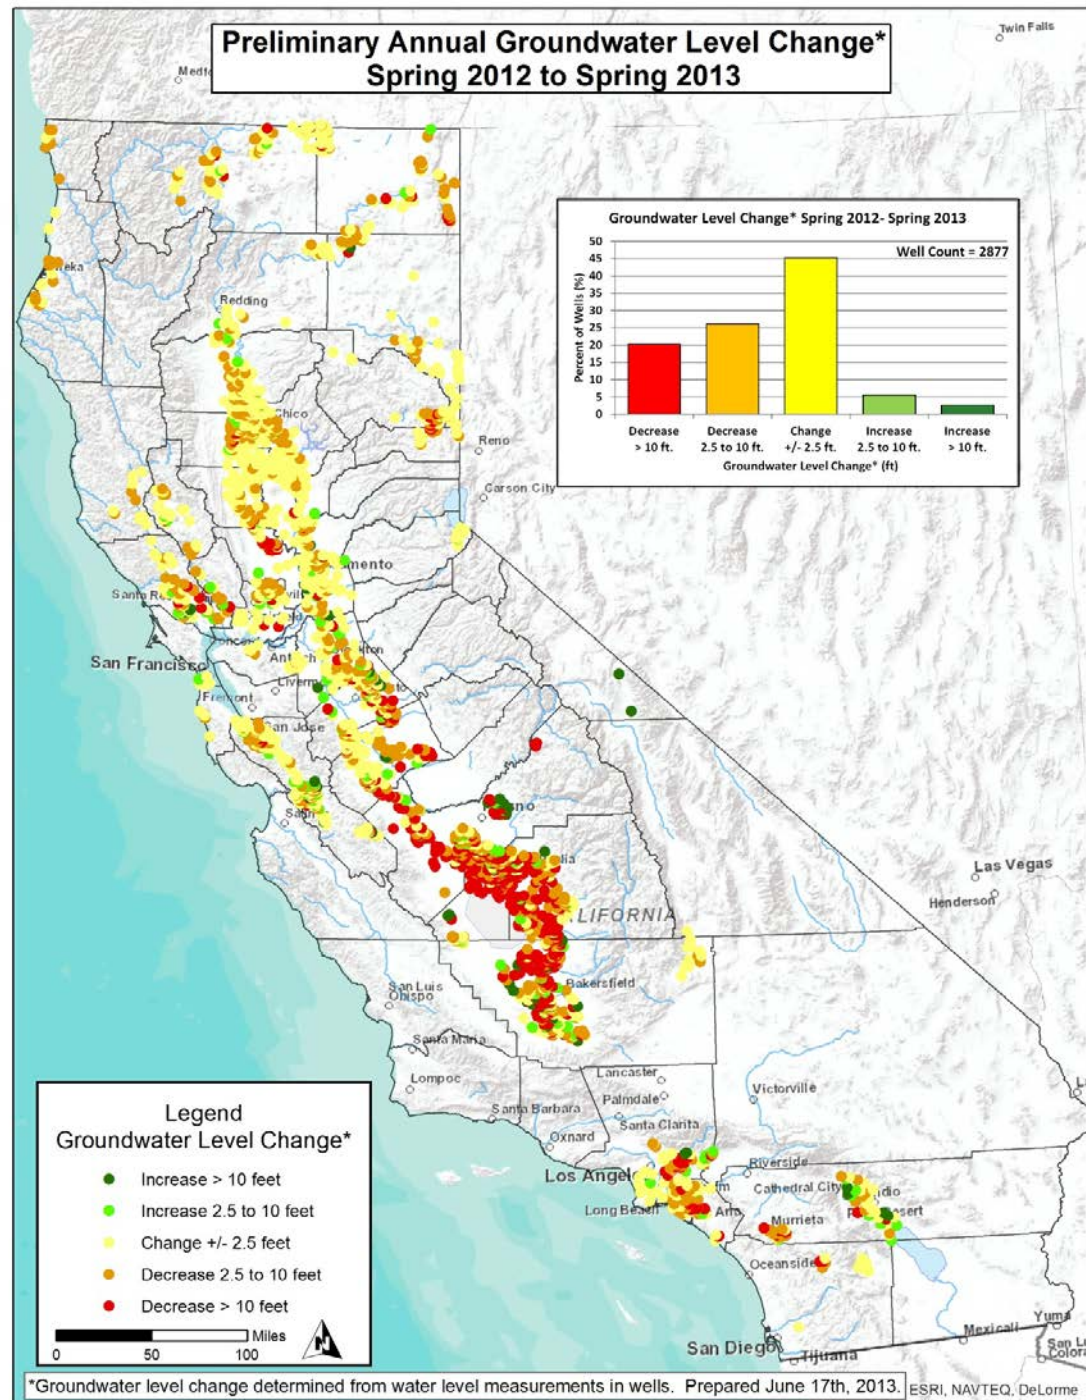 Preliminary Annual Groundwater Level Change*
Spring 2012 to Spring 2013
Twin Falls
Groundwater Level Change* Spring 2012- Spring 2013
Well Count = 2877
Percent of Wells (%)
50
45
40
35
30
25
20
15
10
5
0
Decrease
> 10 ft.
Decrease
2.5 to 10 ft.
Change
+/- 2.5 ft.
Increase
2.5 to 10 ft.
Increase
> 10 ft.
Groundwater Level Change* (ft)
Redding
Chico
Reno
Carson City
San Francisco
Fremont
Las Vegas
Henderson
Bakersfield
San Luis
Obispo
Santa Maria
Lompoc
Santa Barbara
Lancaster
Palmdale
Santa Clarita
Victorville
Oxnard
Riverside
Cathedral City
Long Beach
Murrieta
Oceanside
San Diego
Tijuana
Mexicali
Yuma
Legend
Groundwater Level Change*
Increase > 10 feet
Increase 2.5 to 10 feet
Change +/- 2.5 feet
Decrease 2.5 to 10 feet
Decrease > 10 feet
Miles
0 50 100
N
*Groundwater level change determined from water level measurements in wells. Prepared June 17th, 2013.
ESRI, NAVTEQ, DeLorme